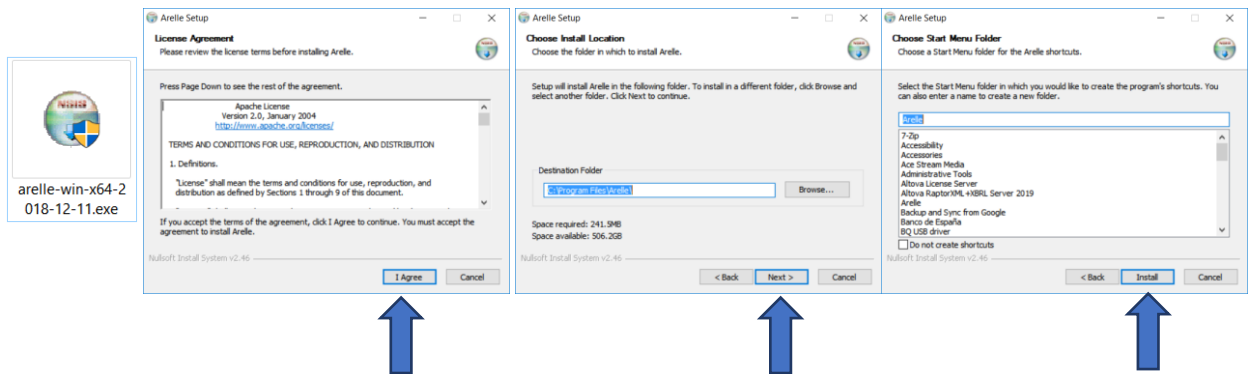 NSIS
arelle-win-x64-2
018-12-11.exe
Arelle Setup
License Agreement
Please review the license terms before installing Arelle.
Press Page Down to see the rest of the agreement.
Apache License
Version 2.0, January 2004
http://www.apache.org/licenses/
TERMS AND CONDITIONS FOR USE, REPRODUCTION, AND DISTRIBUTION
1. Definitions.
"License" shall mean the terms and conditions for use, reproduction, and
distribution as defined by Sections 1 through 9 of this document.
If you accept the terms of the agreement, click I Agree to continue. You must accept the
agreement to install Arelle.
Nullsoft Install System v2.46
I Agree
Cancel
Arelle Setup
Choose Install Location
Choose the folder in which to install Arelle.
Setup will install Arelle in the following folder. To install in a different folder, click Browse and
select another folder. Click Next to continue.
Destination Folder
C:\Program Files\Arelle\
Browse...
Space required: 241.5MB
Space available: 506.2GB
Nullsoft Install System v2.46
< Back
Next >
Cancel
Arelle Setup
Choose Start Menu Folder
Choose a Start Menu folder for the Arelle shortcuts.
Select the Start Menu folder in which you would like to create the program's shortcuts. You
can also enter a name to create a new folder.
Arelle
7-Zip
Accessibility
Accessories
Ace Stream Media
Administrative Tools
Altova License Server
Altova RaptorXML+XBRL Server 2019
Arelle
Backup and Sync from Google
Banco de España
BQ USB driver
Do not create shortcuts
Nullsoft Install System v2.46
< Back
Install
Cancel